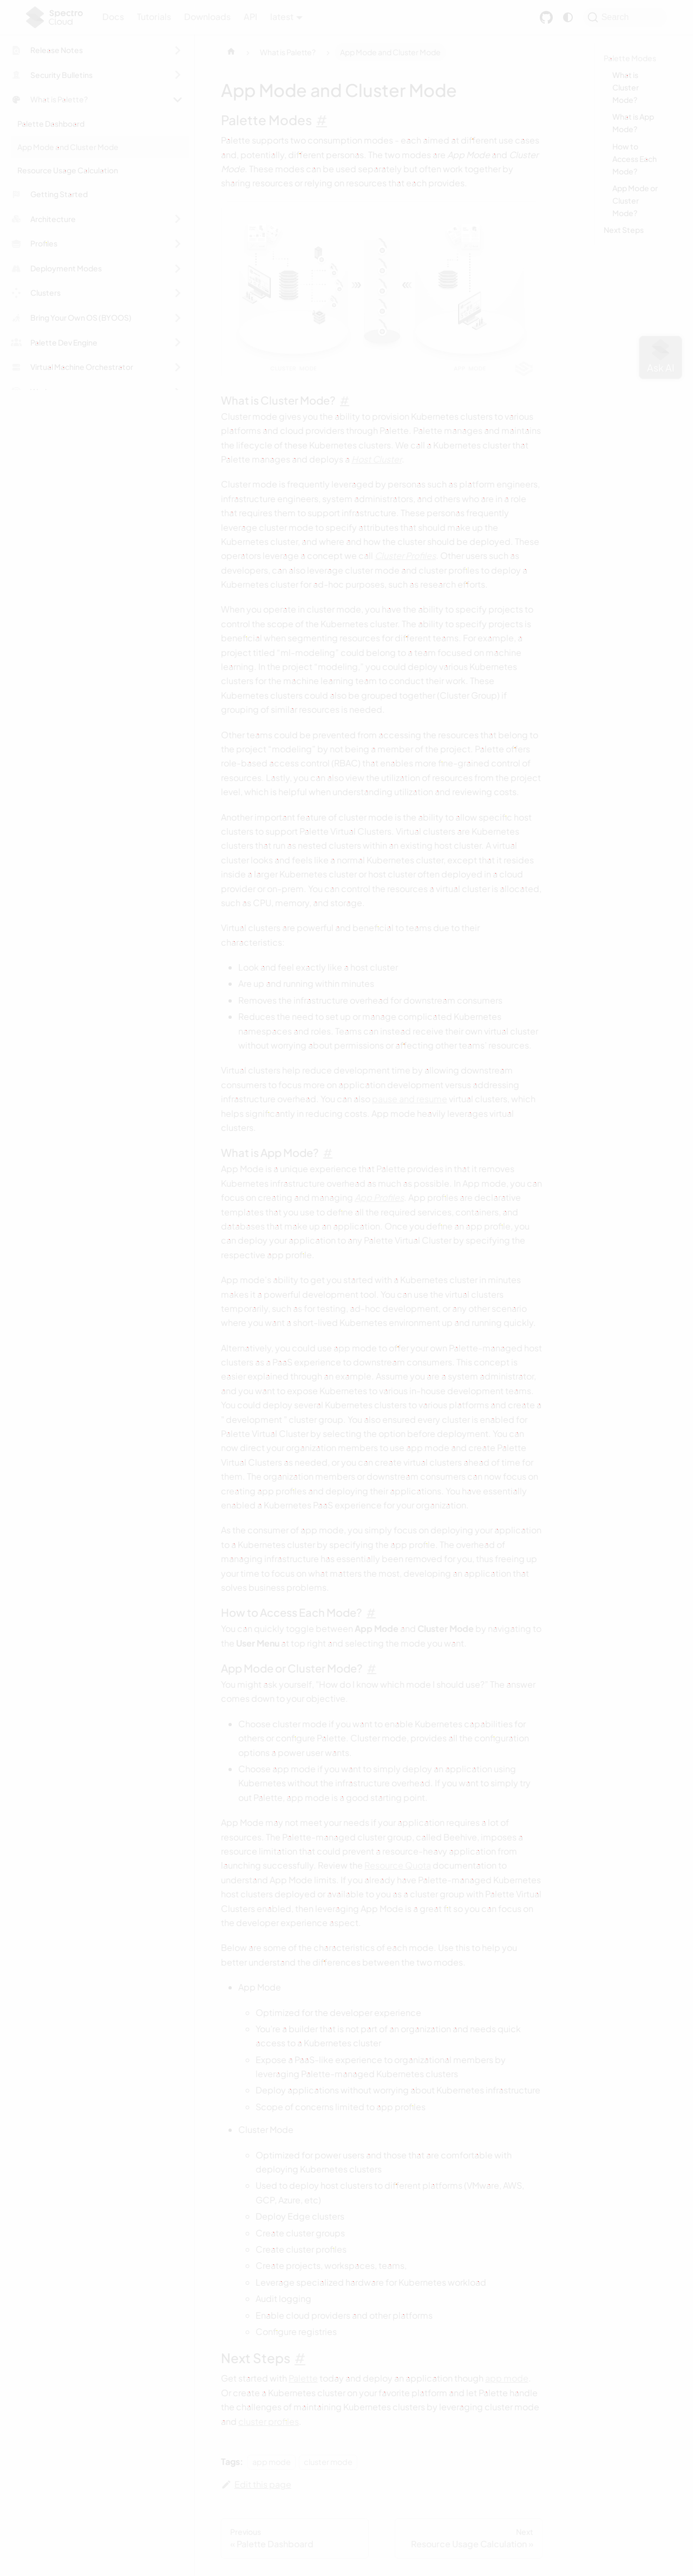 Spectro Cloud
Docs Tutorials Downloads API latest
Search
Release Notes
Security Bulletins
What is Palette?
Palette Dashboard
App Mode and Cluster Mode
Resource Usage Calculation
Getting Started
Architecture
Profiles
Deployment Modes
Clusters
Bring Your Own OS (BYOOS)
Palette Dev Engine
Virtual Machine Orchestrator
What is Palette?
App Mode and Cluster Mode
App Mode and Cluster Mode
Palette Modes #
Palette supports two consumption modes - each aimed at different use cases
and, potentially, different personas. The two modes are App Mode and Cluster
Mode. These modes can be used separately but often work together by
sharing resources or relying on resources that each provides.
What is Cluster Mode? #
Cluster mode gives you the ability to provision Kubernetes clusters to various
platforms and cloud providers through Palette. Palette manages and maintains
the lifecycle of these Kubernetes clusters. We call a Kubernetes cluster that
Palette manages and deploys a Host Cluster.
Cluster mode is frequently leveraged by personas such as platform engineers,
infrastructure engineers, system administrators, and others who are in a role
that requires them to support infrastructure. These personas frequently
leverage cluster mode to specify attributes that should make up the
Kubernetes cluster, and where and how the cluster should be deployed. These
operators leverage a concept we call Cluster Profiles. Other users such as
developers, can also leverage cluster mode and cluster profiles to deploy a
Kubernetes cluster for ad-hoc purposes, such as research efforts.
When you operate in cluster mode, you have the ability to specify projects to
control the scope of the Kubernetes cluster. The ability to specify projects is
beneficial when segmenting resources for different teams. For example, a
project titled "ml-modeling" could belong to a team focused on machine
learning. In the project "modeling," you could deploy various Kubernetes
clusters for the machine learning team to conduct their work. These
Kubernetes clusters could also be grouped together (Cluster Group) if
grouping of similar resources is needed.
Other teams could be prevented from accessing the resources that belong to
the project "modeling" by not being a member of the project. Palette offers
role-based access control (RBAC) that enables more fine-grained control of
resources. Lastly, you can also view the utilization of resources from the project
level, which is helpful when understanding utilization and reviewing costs.
Another important feature of cluster mode is the ability to allow specific host
clusters to support Palette Virtual Clusters. Virtual clusters are Kubernetes
clusters that run as nested clusters within an existing host cluster. A virtual
cluster looks and feels like a normal Kubernetes cluster, except that it resides
inside a larger Kubernetes cluster or host cluster often deployed in a cloud
provider or on-prem. You can control the resources a virtual cluster is allocated,
such as CPU, memory, and storage.
Virtual clusters are powerful and beneficial to teams due to their
characteristics.
Look and feel exactly like a host cluster.
Are up and running within minutes.
Removes the infrastructure overhead for downstream consumers.
Reduces the need to set up or manage complicated Kubernetes
namespaces and roles. Teams can instead receive their own virtual cluster
without worrying about permissions or affecting other teams' resources.
Virtual clusters help reduce development time by allowing downstream
consumers to focus more on application development versus addressing
infrastructure overhead. You can also pause and resume virtual clusters, which
helps significantly in reducing costs. App mode heavily leverages virtual
clusters.
What is App Mode? #
App Mode is a unique experience that Palette provides in that it removes
Kubernetes infrastructure overhead as much as possible. In App mode, you can
focus on creating and managing App Profiles. App profiles are declarative
templates that you use to define all the required services, containers, and
databases that make up an application. Once you define an app profile, you
can deploy your application to any Palette Virtual Cluster by specifying the
respective app profile.
App mode's ability to get you started with a Kubernetes cluster in minutes
makes it a powerful development tool. You can use the virtual clusters
temporarily, such as for testing, ad-hoc development, or any other scenario
where you want a short-lived Kubernetes environment up and running quickly.
Alternatively, you could use app mode to offer your own Palette-managed host
clusters as a PaaS experience to downstream consumers. This concept is
easier explained through an example. Assume you are a system administrator,
and you want to expose Kubernetes to various in-house development teams.
You could deploy several Kubernetes clusters to various platforms and create a
" development " cluster group. You also ensured every cluster is enabled for
Palette Virtual Cluster by selecting the option before deployment. You can
now direct your organization members to use app mode and create Palette
Virtual Clusters as needed, or you can create virtual clusters ahead of time for
them. The organization members or downstream consumers can now focus on
creating app profiles and deploying their applications. You have essentially
enabled a Kubernetes PaaS experience for your organization.
As the consumer of app mode, you simply focus on deploying your application
to a Kubernetes cluster by specifying the app profile. The overhead of
managing infrastructure has essentially been removed for you, thus freeing up
your time to focus on what matters the most, developing an application that
solves business problems.
How to Access Each Mode? #
You can quickly toggle between App Mode and Cluster Mode by navigating to
the User Menu at top right and selecting the mode you want.
App Mode or Cluster Mode? #
You might ask yourself, "How do I know which mode I should use?" The answer
comes down to your objective.
Choose cluster mode if you want to enable Kubernetes capabilities for
others or configure Palette. Cluster mode: provides all the configuration
options a power user wants.
Choose app mode if you want to simply deploy an application using
Kubernetes without the infrastructure overhead. If you want to simply try
out Palette, app mode is a good starting point.
App Mode may not meet your needs if your application requires a lot of
resources. The Palette-managed cluster group, called Beehive, imposes a
resource limitation that could prevent a resource-heavy application from
launching successfully. Review the Resource Quota documentation to
understand App Mode limits. If you already have Palette-managed Kubernetes
host clusters deployed or available to you as a cluster group with Palette Virtual
Clusters enabled, then leveraging App Mode is a great fit so you can focus on
the developer experience aspect.
Below are some of the characteristics of each mode. Use this to help you
better understand the differences between the two modes.
App Mode
Optimized for the developer experience.
You're a builder that is not part of an organization and needs quick
access to a Kubernetes cluster.
Expose a PaaS-like experience to organizational members by
leveraging Palette-managed Kubernetes clusters.
Deploy applications without worrying about Kubernetes infrastructure
Scope of concerns limited to app profiles
Cluster Mode
Optimized for power users and those that are comfortable with
deploying Kubernetes clusters.
Used to deploy host clusters to different platforms (VMware, AWS,
GCP, Azure, etc).
Deploy Edge clusters.
Create cluster groups.
Create cluster profiles.
Create projects, workspaces, teams.
Leverage specialized hardware for Kubernetes workload.
Audit logging
Enable cloud providers and other platforms
Configure registries
Next Steps #
Get started with Palette today and deploy an application though app mode.
Or create a Kubernetes cluster on your favorite platform and let Palette handle
the challenges of maintaining Kubernetes clusters by leveraging cluster mode
and cluster profiles.
Tags: app mode cluster mode
Edit this page
Previous
« Palette Dashboard
Next
Resource Usage Calculation »
Palette Modes
What is
Cluster
Mode?
What is App
Mode?
How to
Access Each
Mode?
App Mode or
Cluster
Mode?
Next Steps
Ask AI